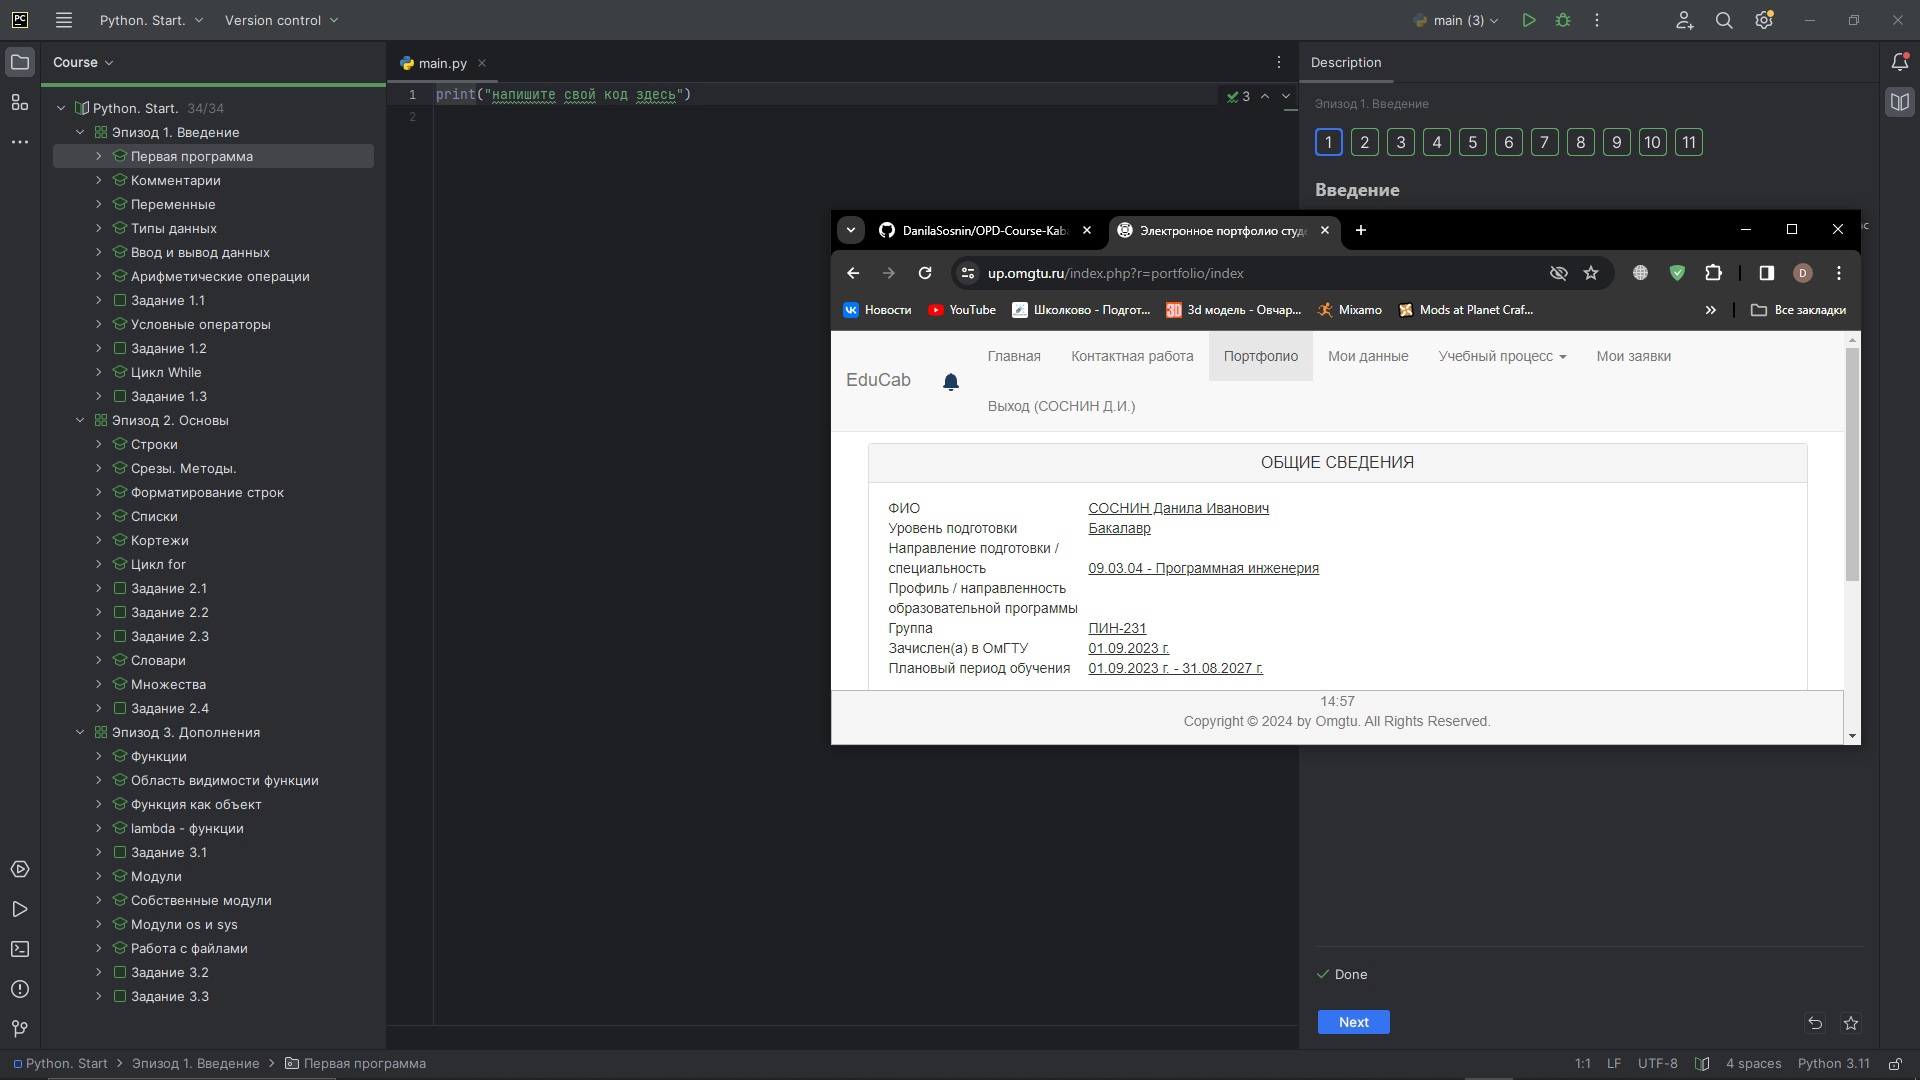 PC
Python. Start.
Version control
main (3)
Course
Python. Start. 34/34
Эпизод 1. Введение
Первая программа
Комментарии
Переменные
Типы данных
Ввод и вывод данных
Арифметические операции
Задание 1.1
Условные операторы
Задание 1.2
Цикл While
Задание 1.3
Эпизод 2. Основы
Строки
Срезы. Методы.
Форматирование строк
Списки
Кортежи
Цикл for
Задание 2.1
Задание 2.2
Задание 2.3
Словари
Множества
Задание 2.4
Эпизод 3. Дополнения
Функции
Область видимости функции
Функция как объект
lambda - функции
Задание 3.1
Модули
Собственные модули
Модули os и sys
Работа с файлами
Задание 3.2
Задание 3.3
main.py
1 print("напишите свой код здесь")
2
3
Description
Эпизод 1. Введение
1 2 3 4 5 6 7 8 9 10 11
Введение
DanilaSosnin/OPD-Course-Kab
Электронное портфолио студе
up.omgtu.ru/index.php?r=portfolio/index
D
Новости
YouTube
Школково - Подгот...
3d модель - Овчар...
Mixamo
Mods at Planet Craf...
Все закладки
EduCab
Главная
Контактная работа
Портфолио
Мои данные
Учебный процесс
Мои заявки
Выход (СОСНИН Д.И.)
ОБЩИЕ СВЕДЕНИЯ
ФИО СОСНИН Данила Иванович
Уровень подготовки Бакалавр
Направление подготовки /
специальность 09.03.04 - Программная инженерия
Профиль / направленность
образовательной программы
Группа ПИН-231
Зачислен(а) в ОмГТУ 01.09.2023 г.
Плановый период обучения 01.09.2023 г. - 31.08.2027 г.
14:57
Copyright © 2024 by Omgtu. All Rights Reserved.
Done
Next
Python. Start > Эпизод 1. Введение > Первая программа
1:1 LF UTF-8 4 spaces Python 3.11